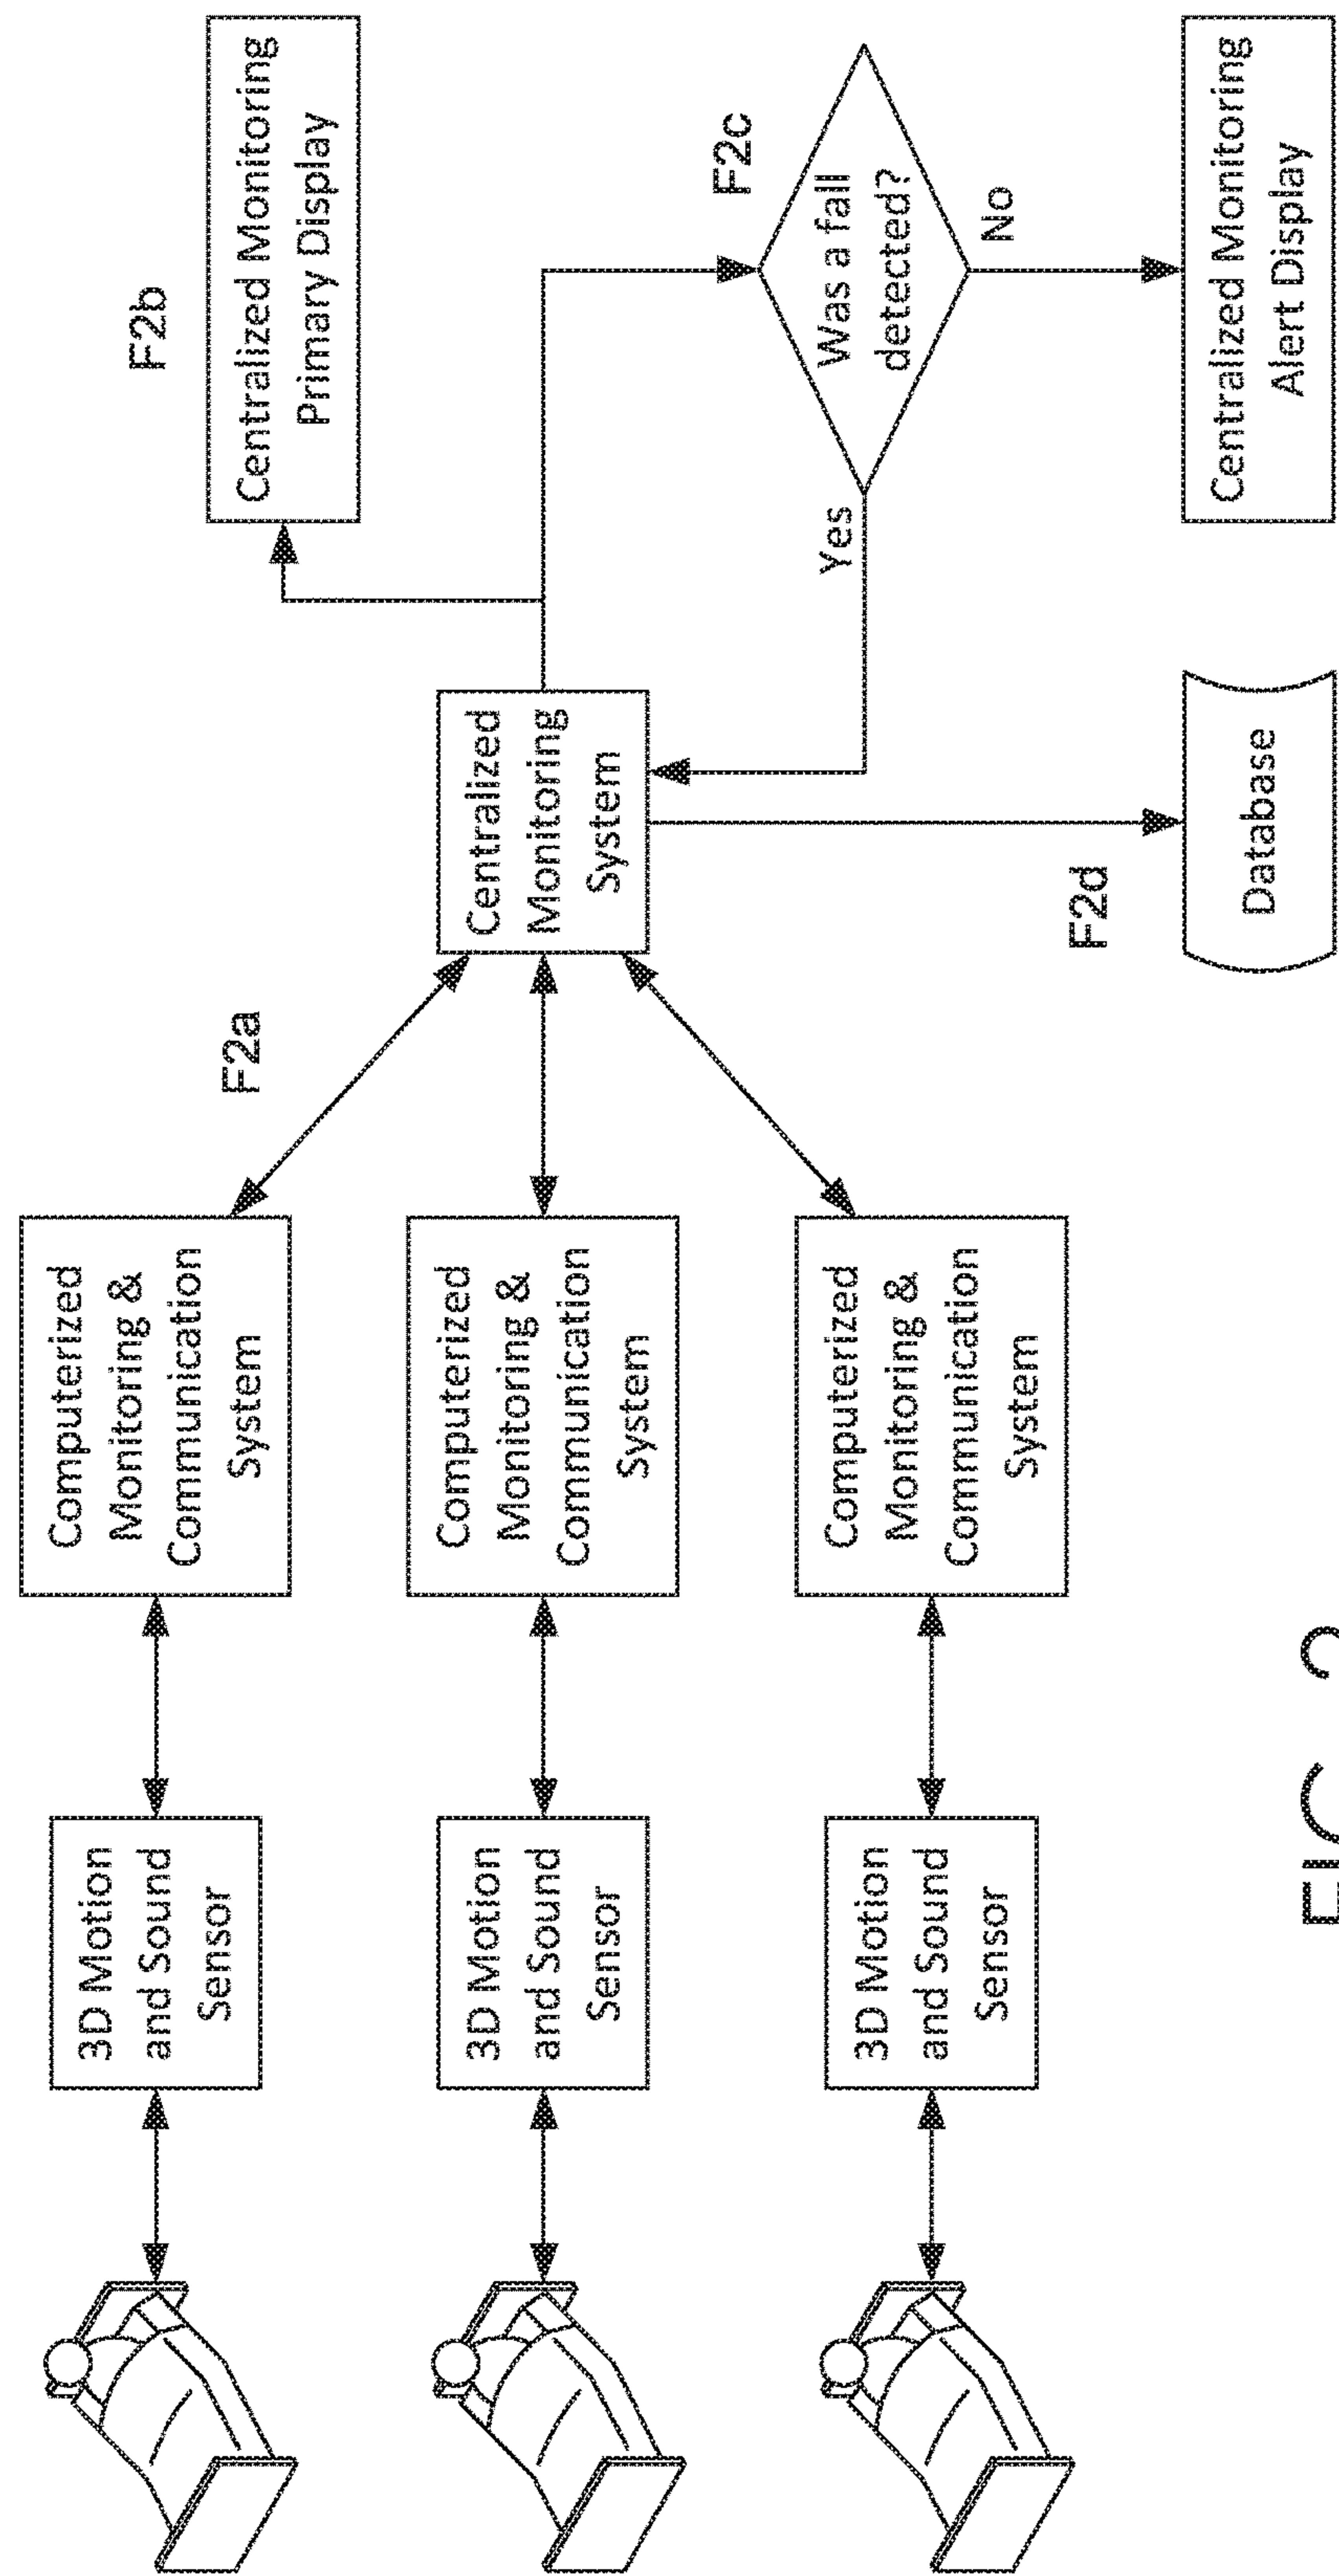 3D Motion
and Sound
Sensor
Computerized
Monitoring &
Communication
System
3D Motion
and Sound
Sensor
Computerized
Monitoring &
Communication
System
3D Motion
and Sound
Sensor
Computerized
Monitoring &
Communication
System
F2a
Centralized
Monitoring
System
F2b
Centralized Monitoring
Primary Display
F2c
Was a fall
detected?
Yes
No
F2d
Database
Centralized Monitoring
Alert Display